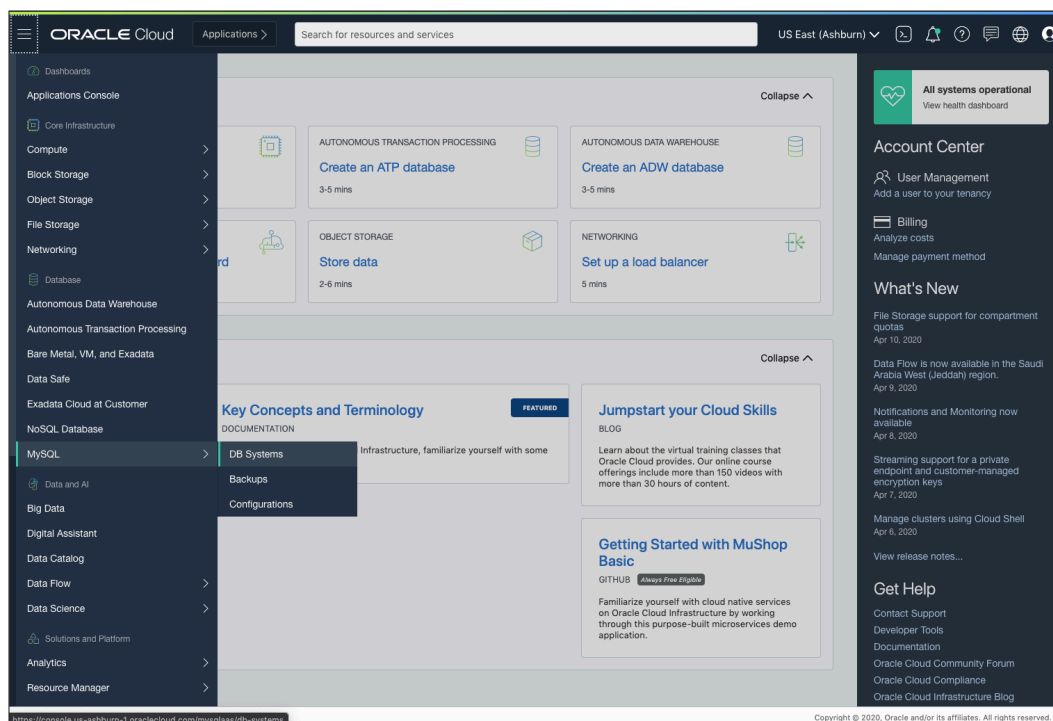 ORACLE Cloud
Applications >
Search for resources and services
US East (Ashburn)
Dashboards
Applications Console
Core Infrastructure
Compute
Block Storage
Object Storage
File Storage
Networking
Database
Autonomous Data Warehouse
Autonomous Transaction Processing
Bare Metal, VM, and Exadata
Data Safe
Exadata Cloud at Customer
NoSQL Database
MySQL
DB Systems
Backups
Configurations
Data and AI
Big Data
Digital Assistant
Data Catalog
Data Flow
Data Science
Solutions and Platform
Analytics
Resource Manager
https://console.us-ashburn-1.oraclecloud.com/mysqlaas/db-systems
Collapse
AUTONOMOUS TRANSACTION PROCESSING
Create an ATP database
3-5 mins
AUTONOMOUS DATA WAREHOUSE
Create an ADW database
3-5 mins
rd
OBJECT STORAGE
Store data
2-6 mins
NETWORKING
Set up a load balancer
5 mins
Collapse
Key Concepts and Terminology
FEATURED
DOCUMENTATION
Infrastructure, familiarize yourself with some
Jumpstart your Cloud Skills
BLOG
Learn about the virtual training classes that
Oracle Cloud provides. Our online course
offerings include more than 150 videos with
more than 30 hours of content.
Getting Started with MuShop
Basic
GITHUB Always Free Eligible
Familiarize yourself with cloud native services
on Oracle Cloud Infrastructure by working
through this purpose-built microservices demo
application.
All systems operational
View health dashboard
Account Center
User Management
Add a user to your tenancy
Billing
Analyze costs
Manage payment method
What's New
File Storage support for compartment
quotas
Apr 10, 2020
Data Flow is now available in the Saudi
Arabia West (Jeddah) region.
Apr 9, 2020
Notifications and Monitoring now
available
Apr 8, 2020
Streaming support for a private
endpoint and customer-managed
encryption keys
Apr 7, 2020
Manage clusters using Cloud Shell
Apr 6, 2020
View release notes...
Get Help
Contact Support
Developer Tools
Documentation
Oracle Cloud Community Forum
Oracle Cloud Compliance
Oracle Cloud Infrastructure Blog
Copyright © 2020, Oracle and/or its affiliates. All rights reserved.